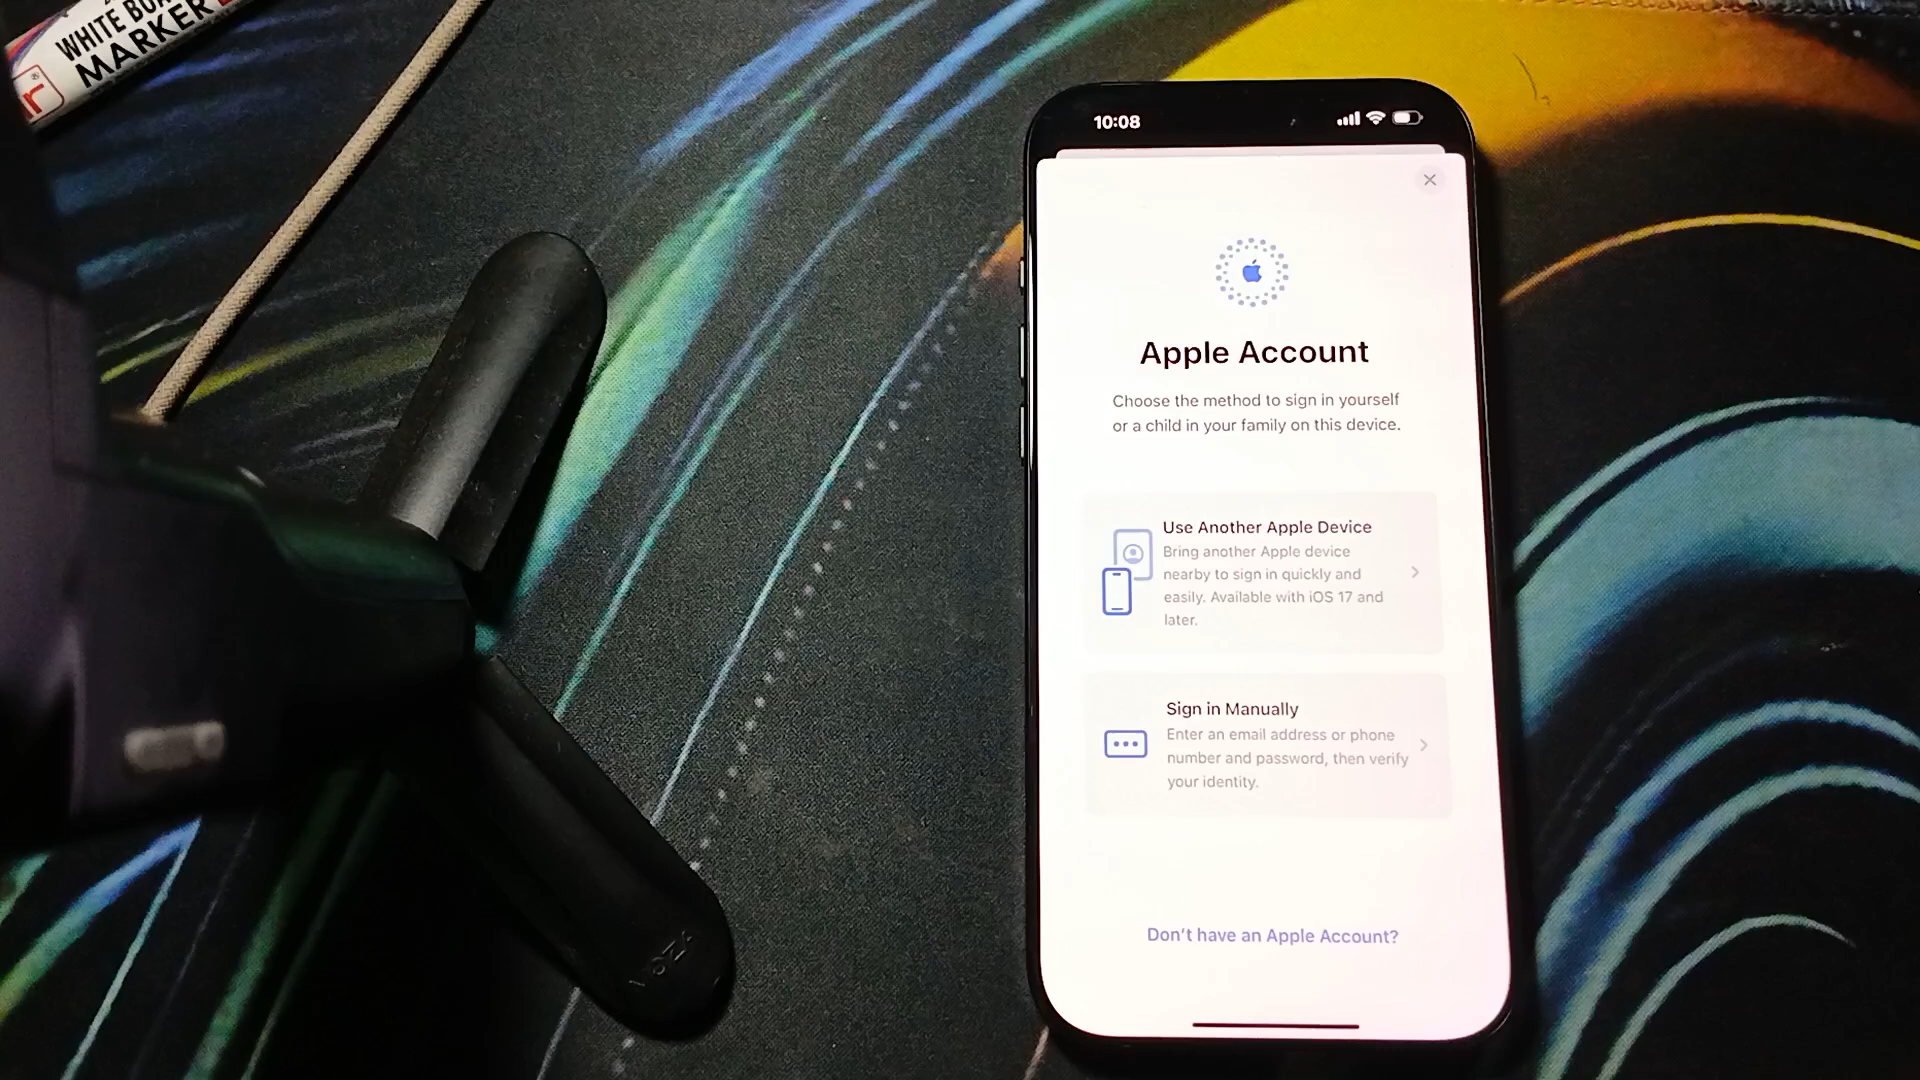 WHITE BOA
MARKER
r
10:08
Apple Account
Choose the method to sign in yourself
or a child in your family on this device.
Use Another Apple Device
Bring another Apple device
nearby to sign in quickly and
easily. Available with iOS 17 and
later.
Sign in Manually
Enter an email address or phone
number and password, then verify
your identity.
Don't have an Apple Account?